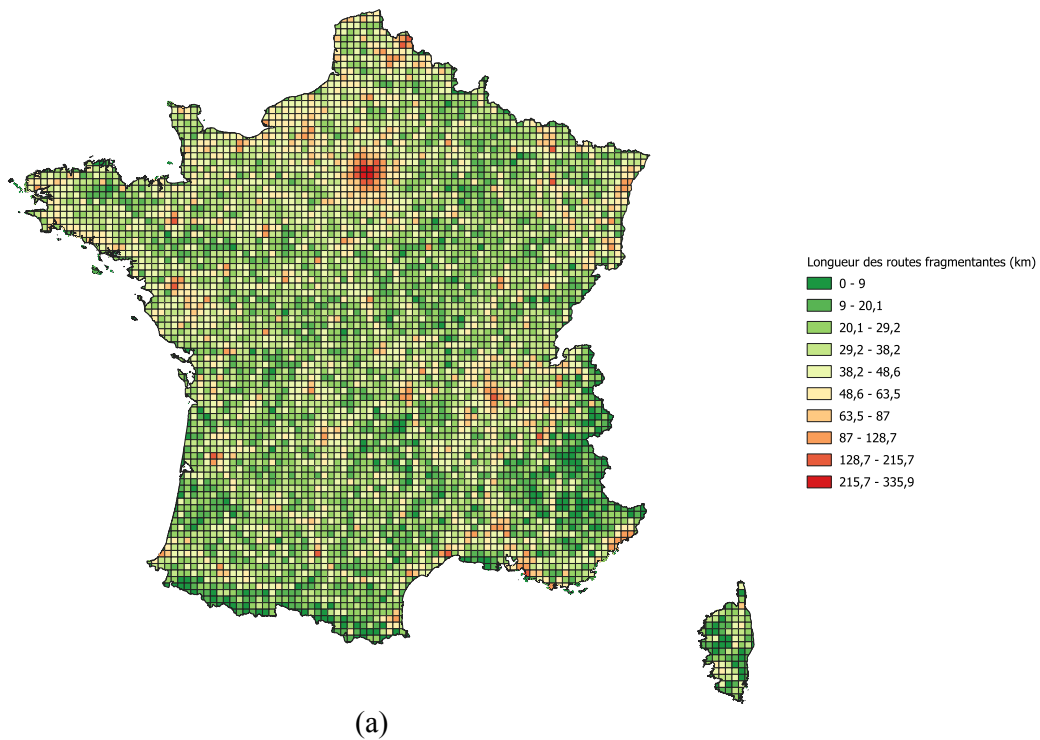 Longueur des routes fragmentantes (km)
0 - 9
9 - 20,1
20,1 - 29,2
29,2 - 38,2
38,2 - 48,6
48,6 - 63,5
63,5 - 87
87 - 128,7
128,7 - 215,7
215,7 - 335,9
(a)